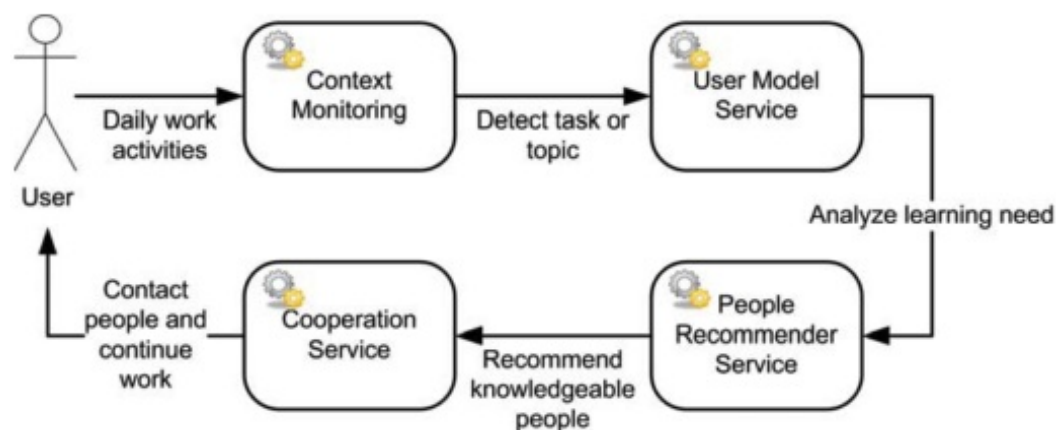 Context
Monitoring
User Model
Service
Daily work
activities
Detect task or
topic
User
Analyze learning need
Contact
people and
continue
work
Cooperation
Service
People
Recommender
Service
Recommend
knowledgeable
people